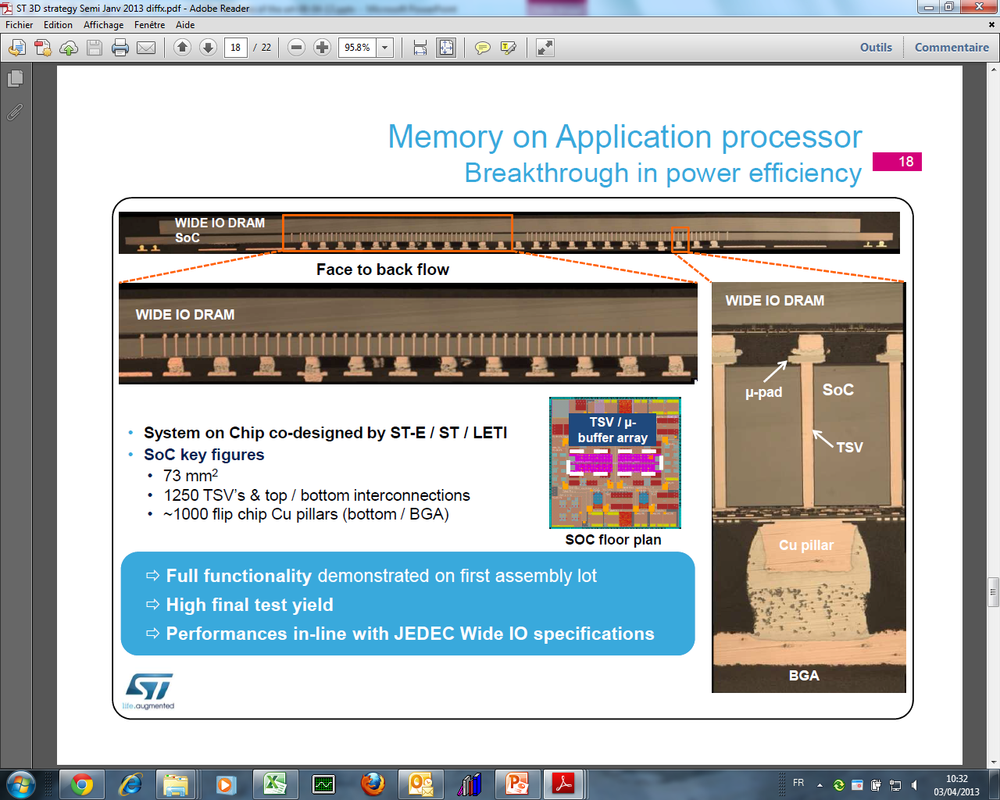 ST 3D strategy Semi Janv 2013 diffx.pdf - Adobe Reader
Fichier Edition Affichage Fenêtre Aide
18 / 22 95.8% Outils Commentaire
Memory on Application processor
Breakthrough in power efficiency
18
WIDE IO DRAM
SoC
Face to back flow
WIDE IO DRAM
WIDE IO DRAM
µ-pad
SoC
TSV
Cu pillar
BGA
• System on Chip co-designed by ST-E / ST / LETI
• SoC key figures
• 73 mm2
• 1250 TSV's & top / bottom interconnections
• ~1000 flip chip Cu pillars (bottom / BGA)
TSV / µ-
buffer array
SOC floor plan
⇨ Full functionality demonstrated on first assembly lot
⇨ High final test yield
⇨ Performances in-line with JEDEC Wide IO specifications
ST
life.augmented
FR
10:32
03/04/2013